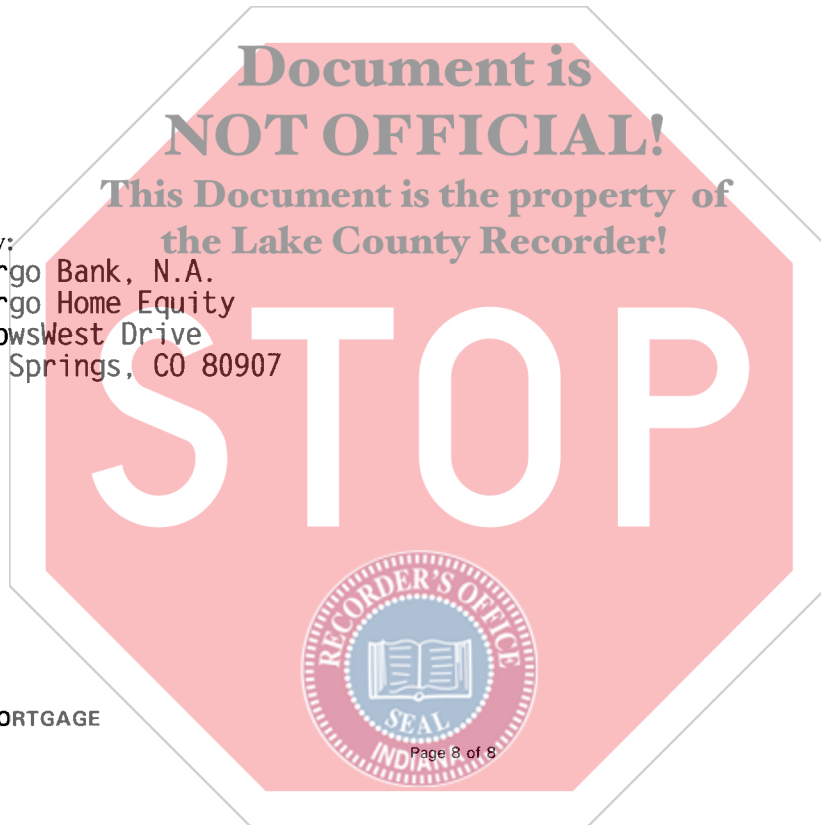 Document is
NOT OFFICIAL!
This Document is the property of
the Lake County Recorder!
y:
rgo Bank, N.A.
rgo Home Equity
owsWest Drive
Springs, CO 80907
STOP
RECORDER'S OFFICE
SEAL
INDIANA
ORTGAGE
Page 8 of 8